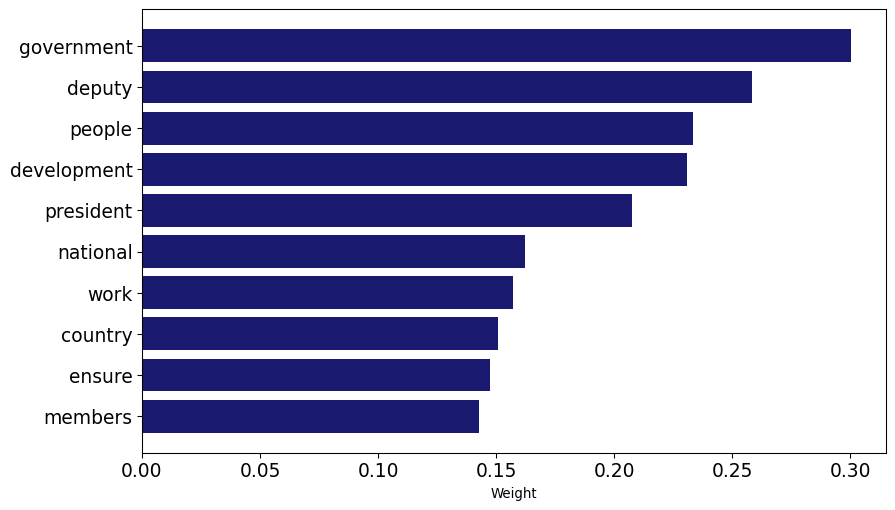 government
deputy
people
development
president
national
work
country
ensure
members
0.00 0.05 0.10 0.15 0.20 0.25 0.30
Weight